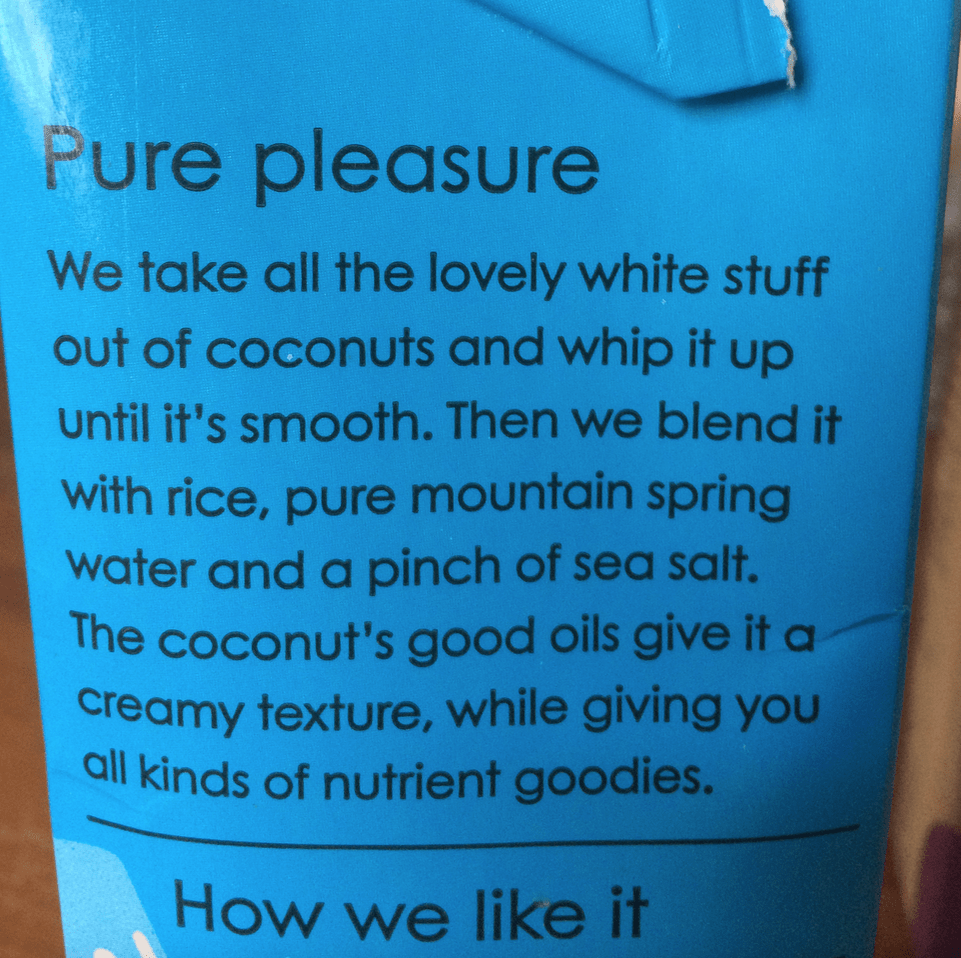 Pure pleasure
We take all the lovely white stuff
out of coconuts and whip it up
until it's smooth. Then we blend it
with rice, pure mountain spring
water and a pinch of sea salt.
The coconut's good oils give it a
creamy texture, while giving you
all kinds of nutrient goodies.
How we like it